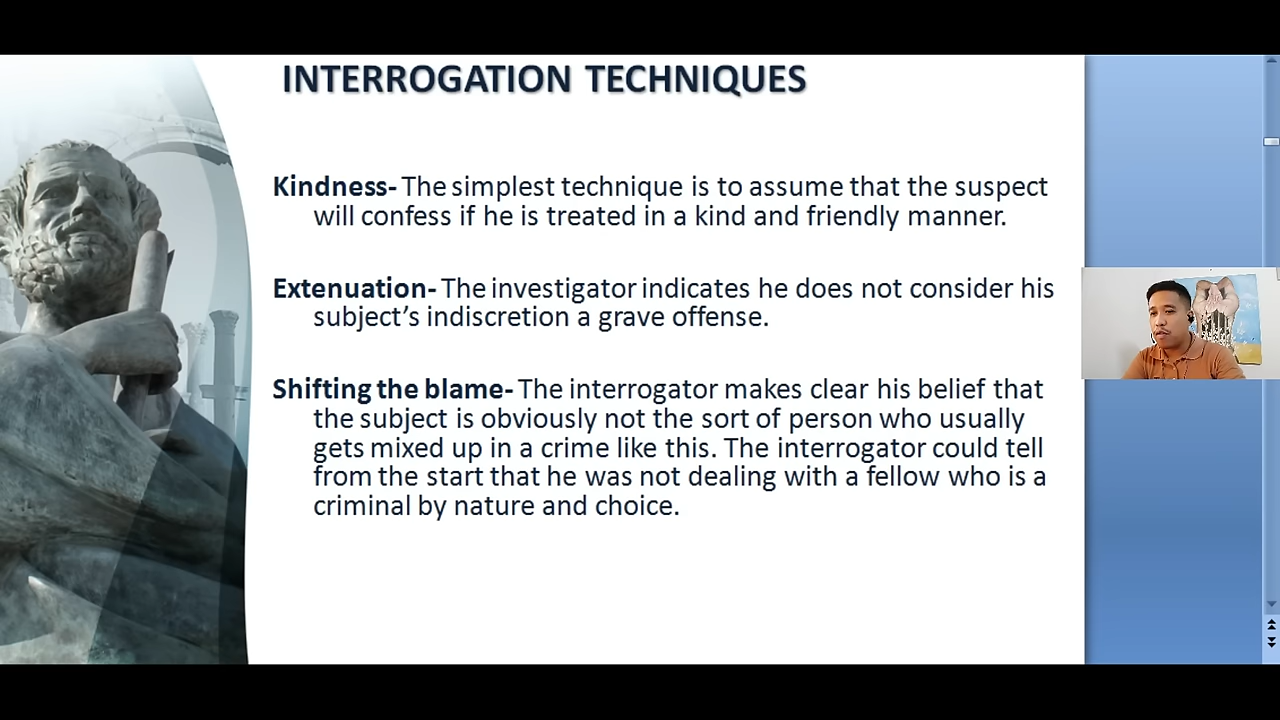 INTERROGATION TECHNIQUES
Kindness- The simplest technique is to assume that the suspect
will confess if he is treated in a kind and friendly manner.
Extenuation- The investigator indicates he does not consider his
subject’s indiscretion a grave offense.
Shifting the blame- The interrogator makes clear his belief that
the subject is obviously not the sort of person who usually
gets mixed up in a crime like this. The interrogator could tell
from the start that he was not dealing with a fellow who is a
criminal by nature and choice.